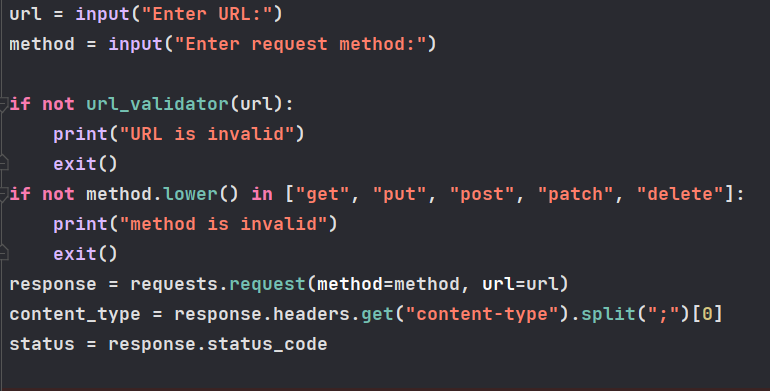 url = input("Enter URL:")
method = input("Enter request method:")
if not url_validator(url):
    print("URL is invalid")
    exit()
if not method.lower() in ["get", "put", "post", "patch", "delete"]:
    print("method is invalid")
    exit()
response = requests.request(method=method, url=url)
content_type = response.headers.get("content-type").split(";")[0]
status = response.status_code